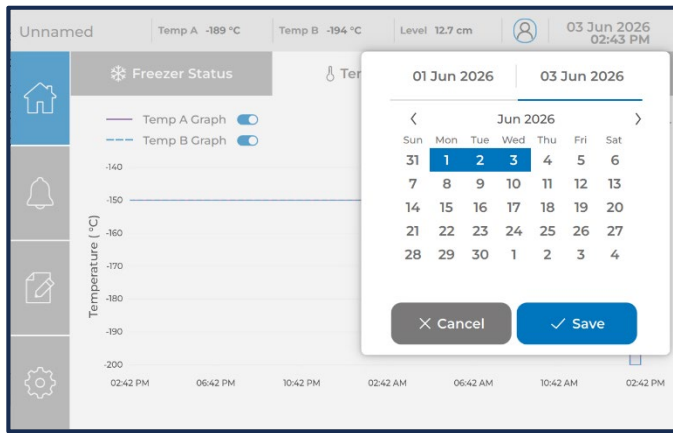 Unnamed
Temp A -189 °C
Temp B -194 °C
Level 12.7 cm
03 Jun 2026
02:43 PM
Freezer Status
01 Jun 2026
03 Jun 2026
Temp A Graph
Temp B Graph
Jun 2026
Sun Mon Tue Wed Thu Fri Sat
31 1 2 3 4 5 6
7 8 9 10 11 12 13
14 15 16 17 18 19 20
21 22 23 24 25 26 27
28 29 30 1 2 3 4
Temperature ( °C)
-140
-150
-160
-170
-180
-190
-200
Cancel
Save
02:42 PM 06:42 PM 10:42 PM 02:42 AM 06:42 AM 10:42 AM 02:42 PM